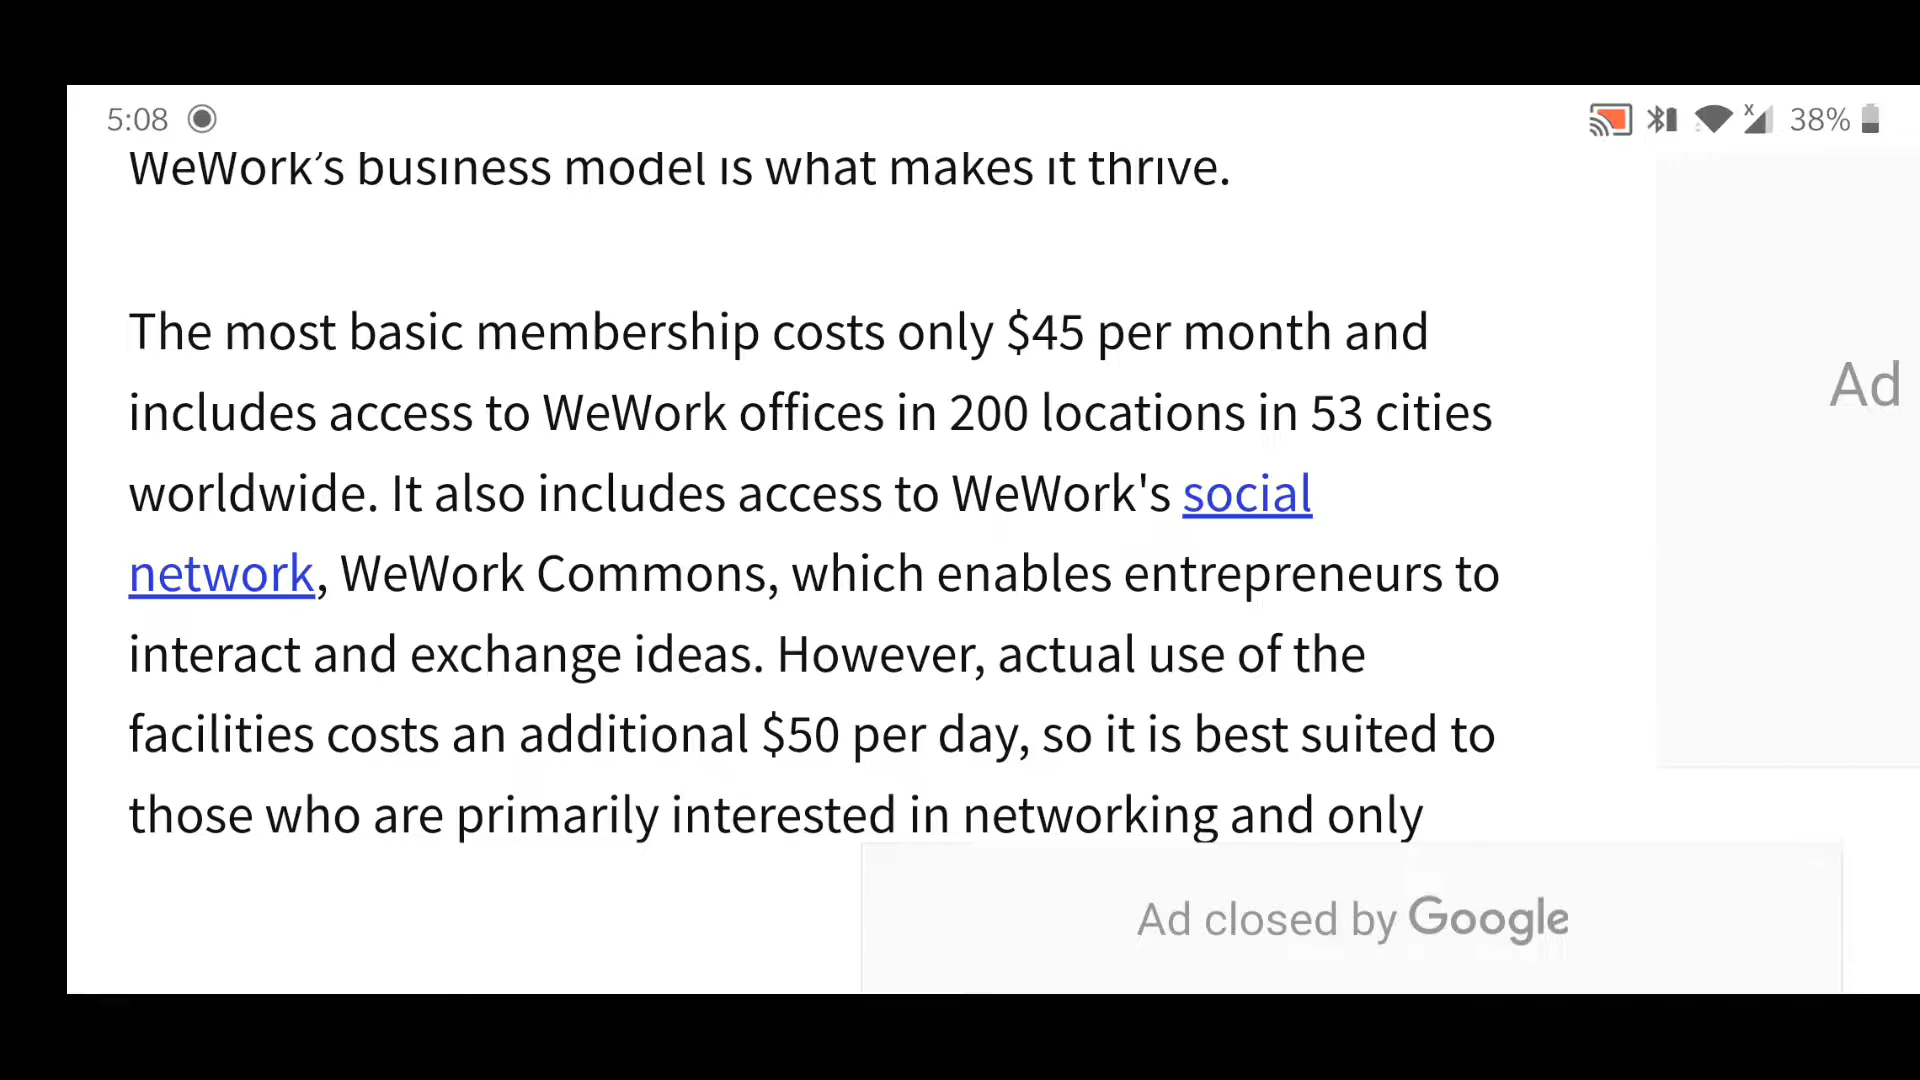 5:08
38%
WeWork's business model is what makes it thrive.
The most basic membership costs only $45 per month and
includes access to WeWork offices in 200 locations in 53 cities
worldwide. It also includes access to WeWork's social
network, WeWork Commons, which enables entrepreneurs to
interact and exchange ideas. However, actual use of the
facilities costs an additional $50 per day, so it is best suited to
those who are primarily interested in networking and only
Ad
Ad closed by Google